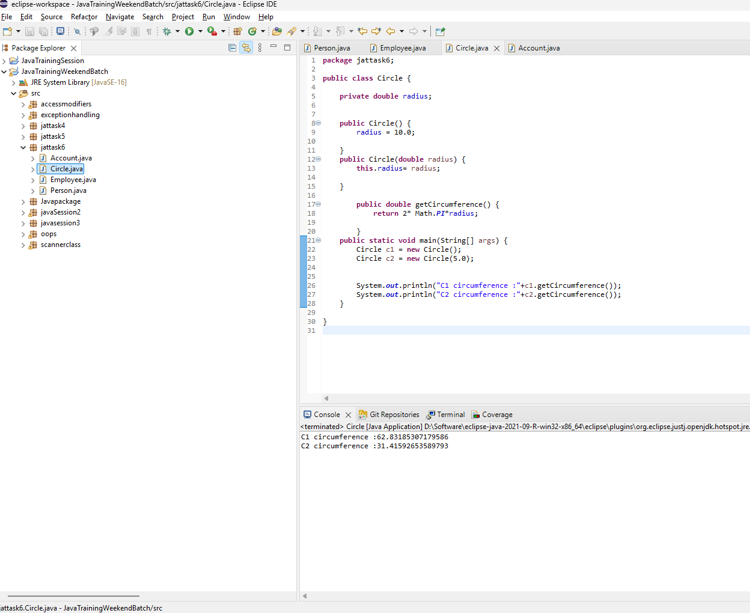 eclipse-workspace - JavaTrainingWeekendBatch/src/jattask6/Circle.java - Eclipse IDE
File Edit Source Refactor Navigate Search Project Run Window Help
Package Explorer
JavaTrainingSession
JavaTrainingWeekendBatch
JRE System Library [JavaSE-16]
src
accessmodifiers
exceptionhandling
jattask4
jattask5
jattask6
Account.java
Circle.java
Employee.java
Person.java
Javapackage
javaSession2
javasession3
oops
scannerclass
Person.java Employee.java Circle.java Account.java
1 package jattask6;
2
3 public class Circle {
4
5 private double radius;
6
7
8 public Circle() {
9 radius = 10.0;
10
11 }
12 public Circle(double radius) {
13 this.radius= radius;
14
15 }
16
17 public double getCircumference() {
18 return 2* Math.PI*radius;
19
20 }
21 public static void main(String[] args) {
22 Circle c1 = new Circle();
23 Circle c2 = new Circle(5.0);
24
25
26 System.out.println("C1 circumference :"+c1.getCircumference());
27 System.out.println("C2 circumference :"+c2.getCircumference());
28 }
29
30 }
31
Console Git Repositories Terminal Coverage
<terminated> Circle [Java Application] D:\Software\eclipse-java-2021-09-R-win32-x86_64\eclipse\plugins\org.eclipse.justj.openjdk.hotspot.jre.
C1 circumference :62.83185307179586
C2 circumference :31.41592653589793
jattask6.Circle.java - JavaTrainingWeekendBatch/src